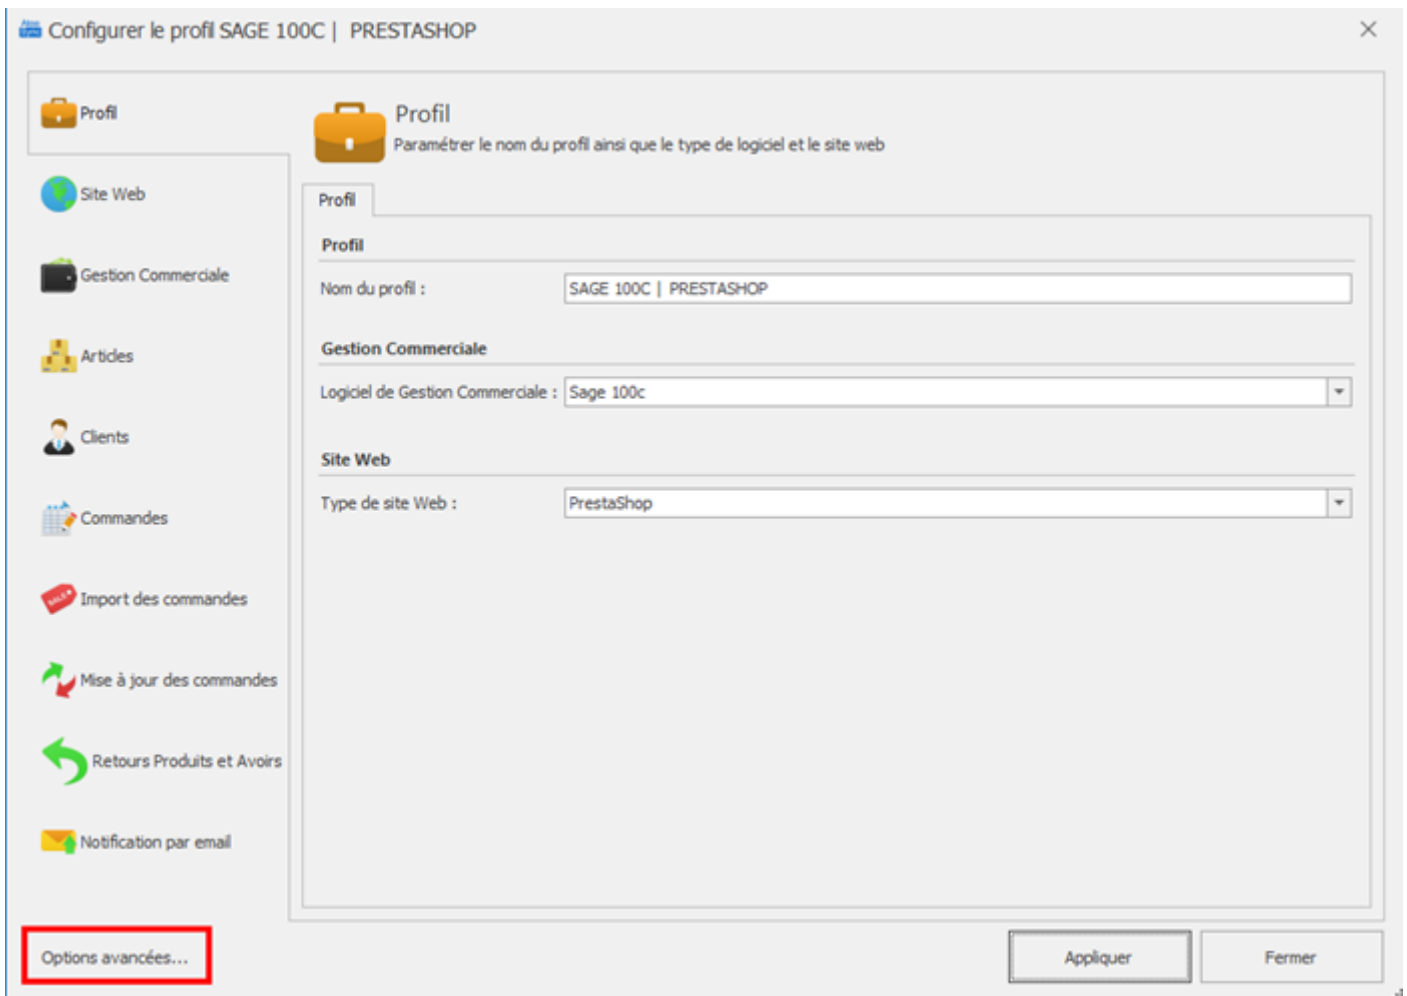 Configurer le profil SAGE 100C | PRESTASHOP
Profil
Site Web
Gestion Commerciale
Articles
Clients
Commandes
SALE
Import des commandes
Mise à jour des commandes
Retours Produits et Avoirs
Notification par email
Profil
Paramétrer le nom du profil ainsi que le type de logiciel et le site web
Profil
Profil
Nom du profil : SAGE 100C | PRESTASHOP
Gestion Commerciale
Logiciel de Gestion Commerciale : Sage 100c
Site Web
Type de site Web : PrestaShop
Options avancées...
Appliquer
Fermer